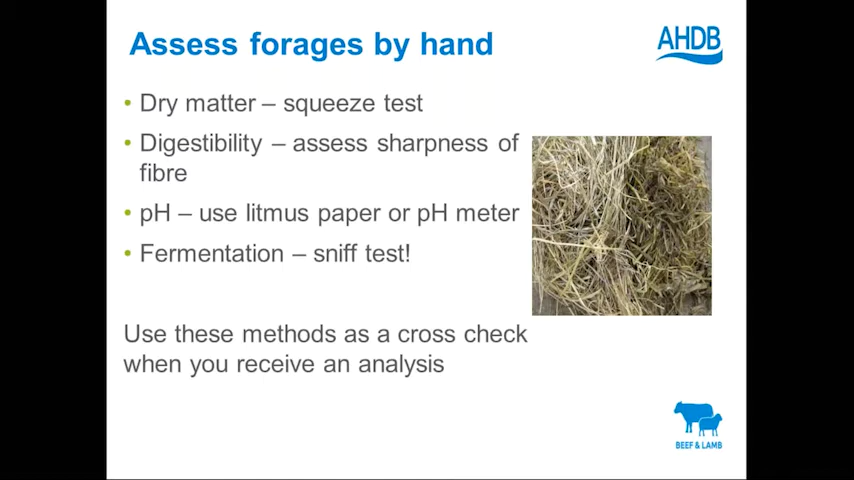 Assess forages by hand
AHDB
• Dry matter – squeeze test
• Digestibility – assess sharpness of
fibre
• pH – use litmus paper or pH meter
• Fermentation – sniff test!
Use these methods as a cross check
when you receive an analysis
BEEF & LAMB